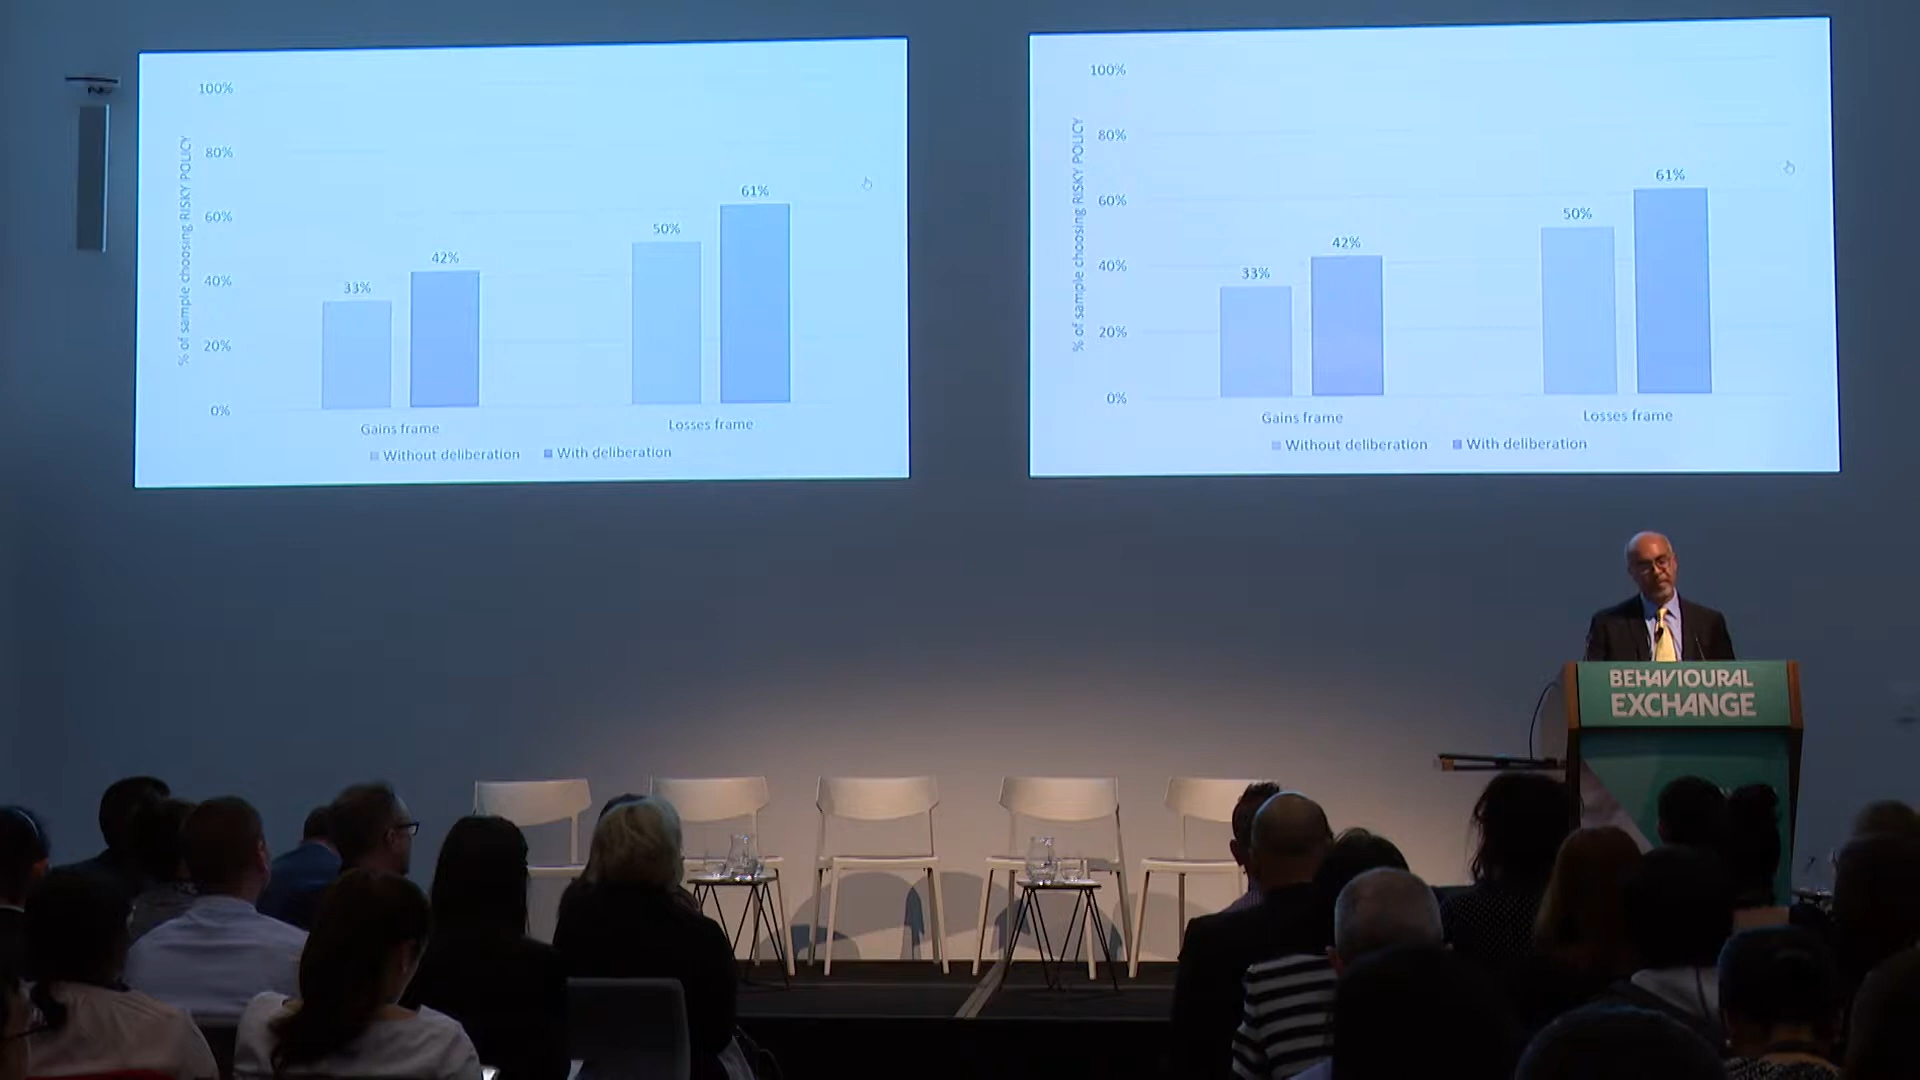 100%
80%
60%
40%
20%
0%
% of sample choosing RISKY POLICY
33%
42%
50%
61%
Gains frame
Losses frame
Without deliberation
With deliberation
100%
80%
60%
40%
20%
0%
% of sample choosing RISKY POLICY
33%
42%
50%
61%
Gains frame
Losses frame
Without deliberation
With deliberation
BEHAVIOURAL
EXCHANGE